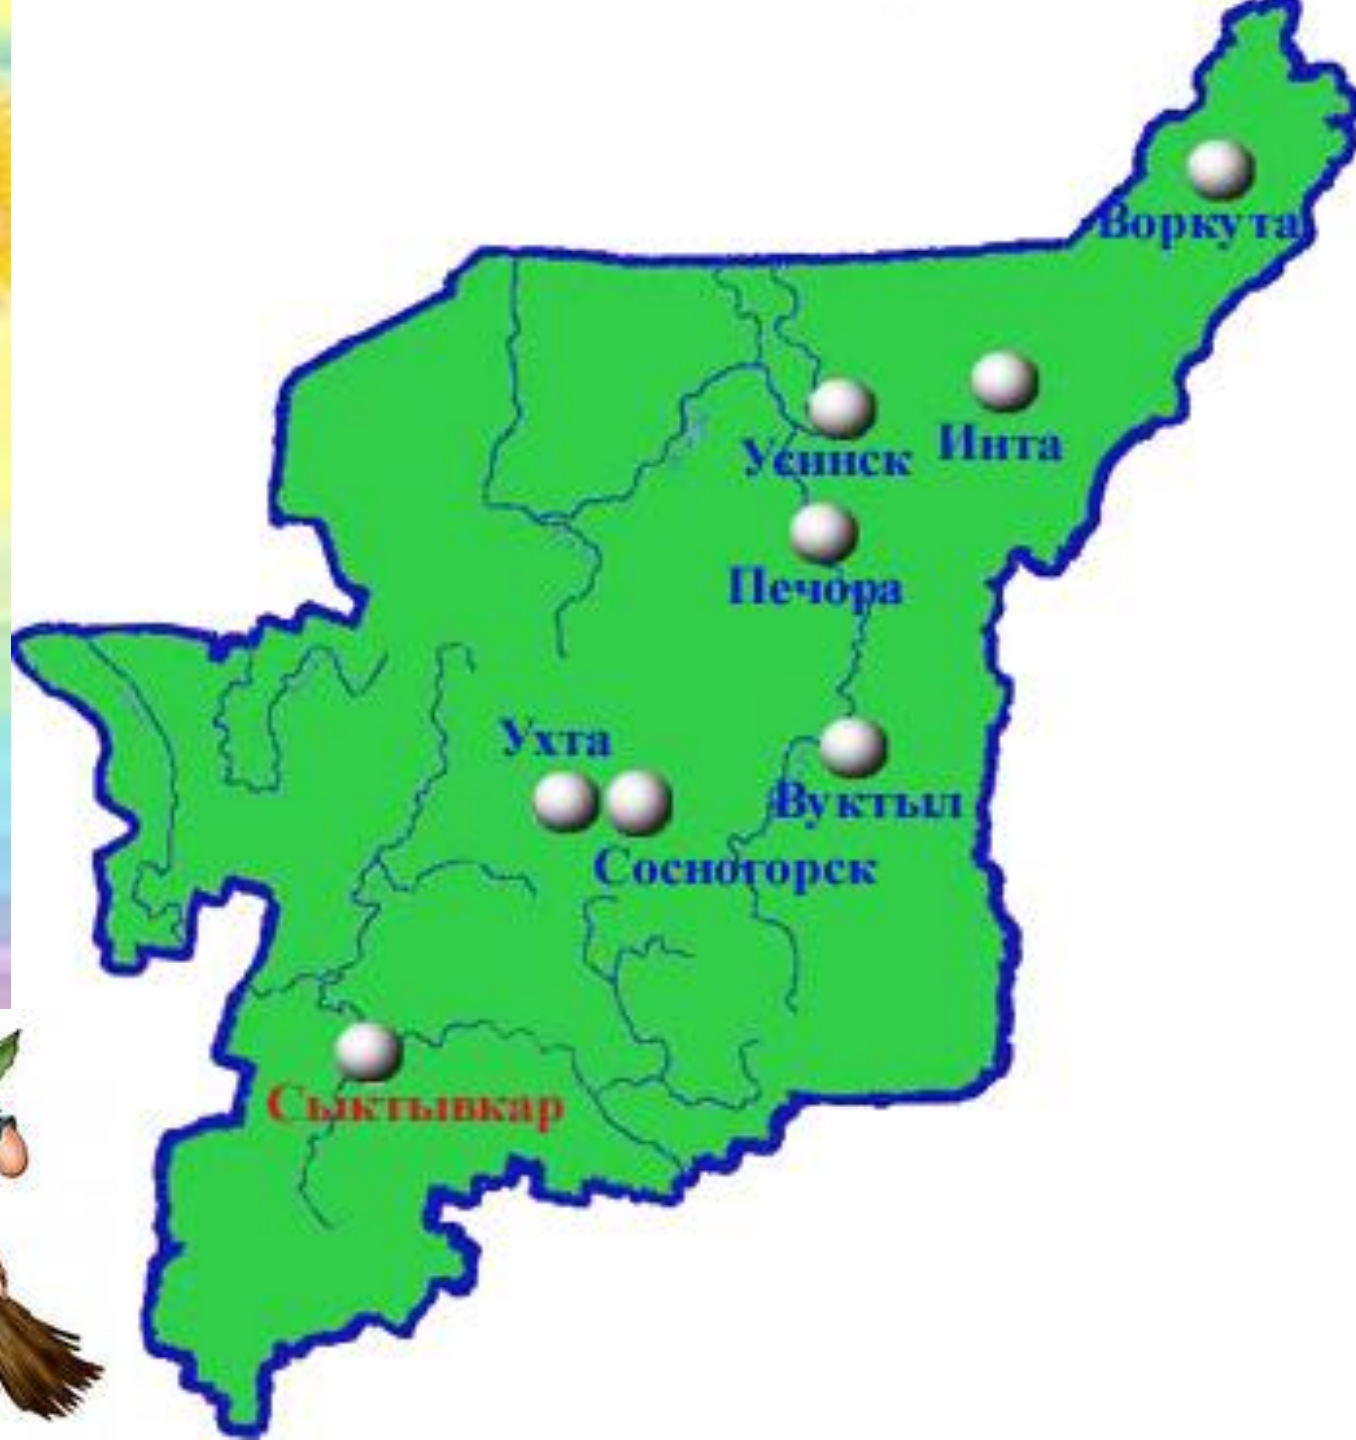 Воркута
Усинск
Инта
Печора
Ухта
Вуктыл
Сосногорск
Сыктывкар